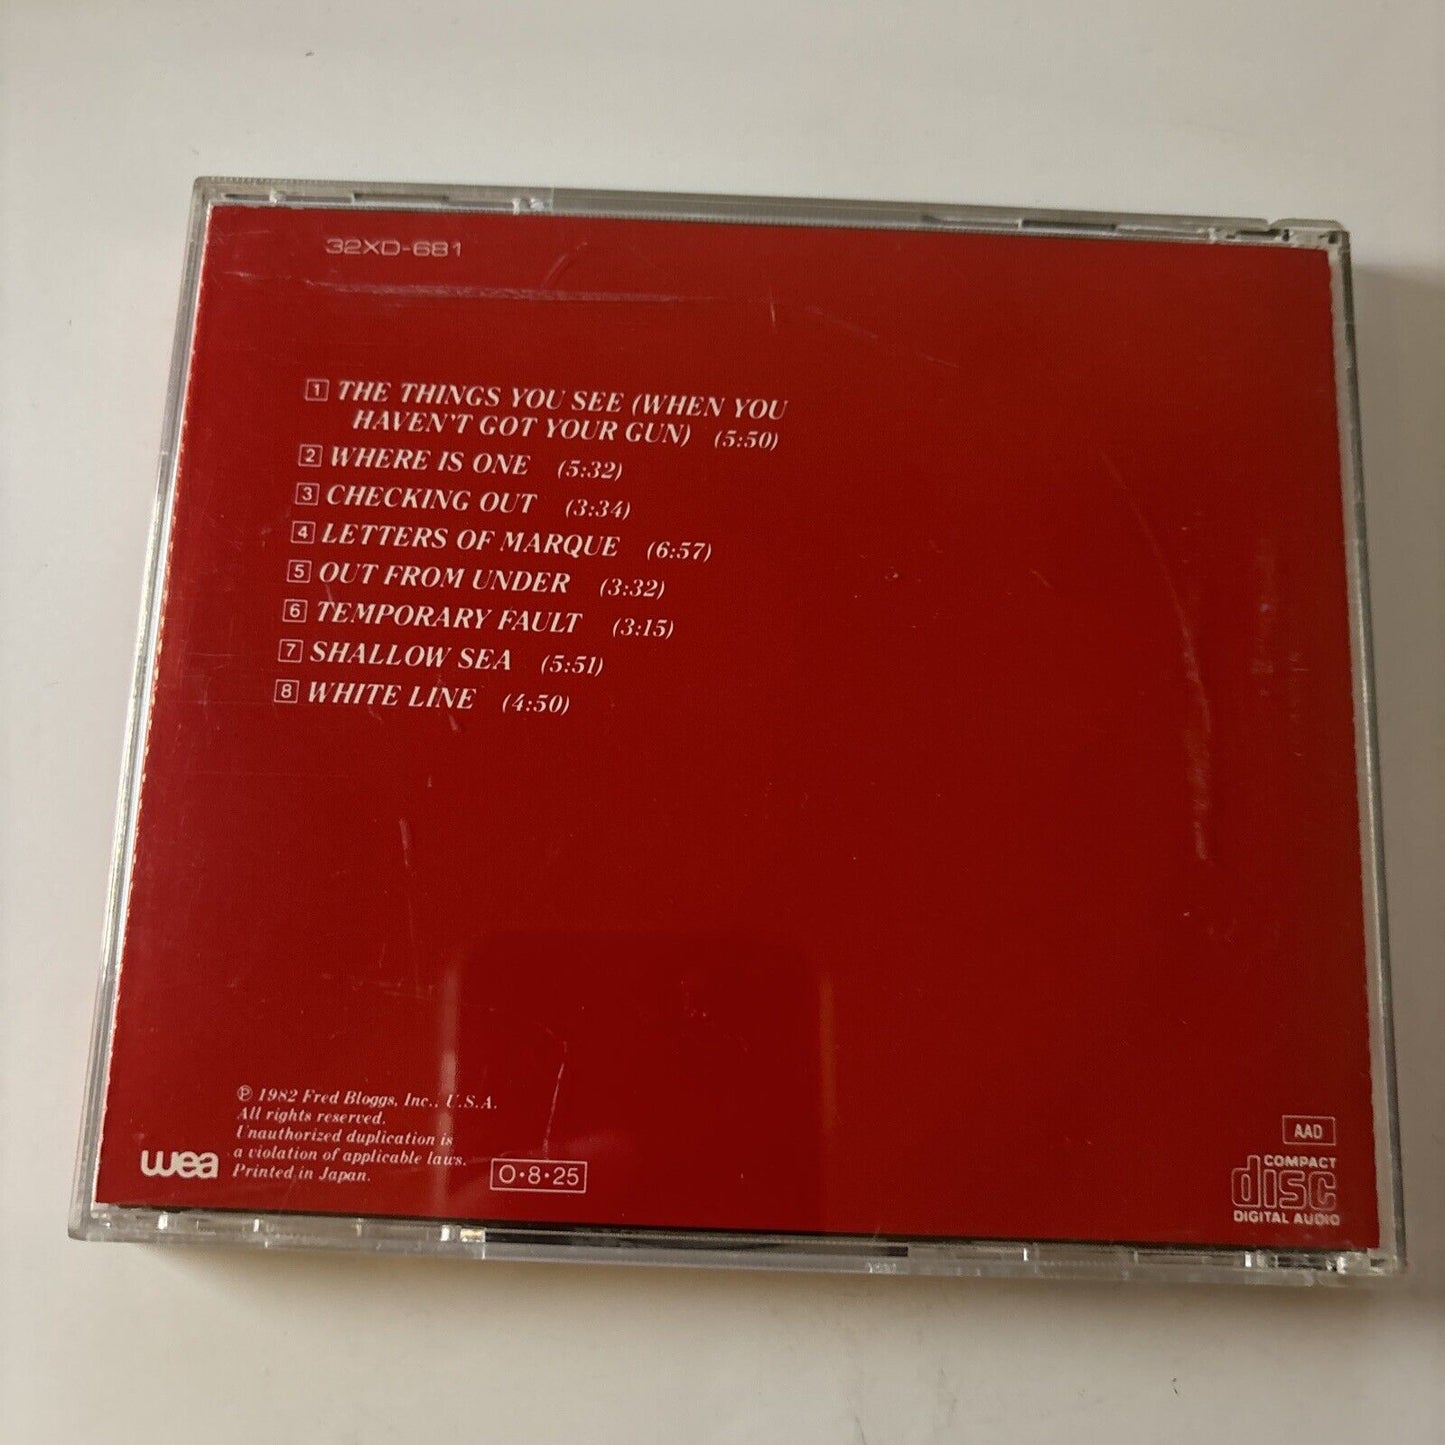 32XD-681
1 THE THINGS YOU SEE (WHEN YOU
HAVEN'T GOT YOUR GUN) (5:50)
2 WHERE IS ONE (5:32)
3 CHECKING OUT (3:34)
4 LETTERS OF MARQUE (6:57)
5 OUT FROM UNDER (3:32)
6 TEMPORARY FAULT (3:15)
7 SHALLOW SEA (5:51)
8 WHITE LINE (4:50)
℗ 1982 Fred Bloggs, Inc., U.S.A.
All rights reserved.
Unauthorized duplication is
a violation of applicable laws.
Printed in Japan.
wea
O·8·25
AAD
COMPACT
disc
DIGITAL AUDIO